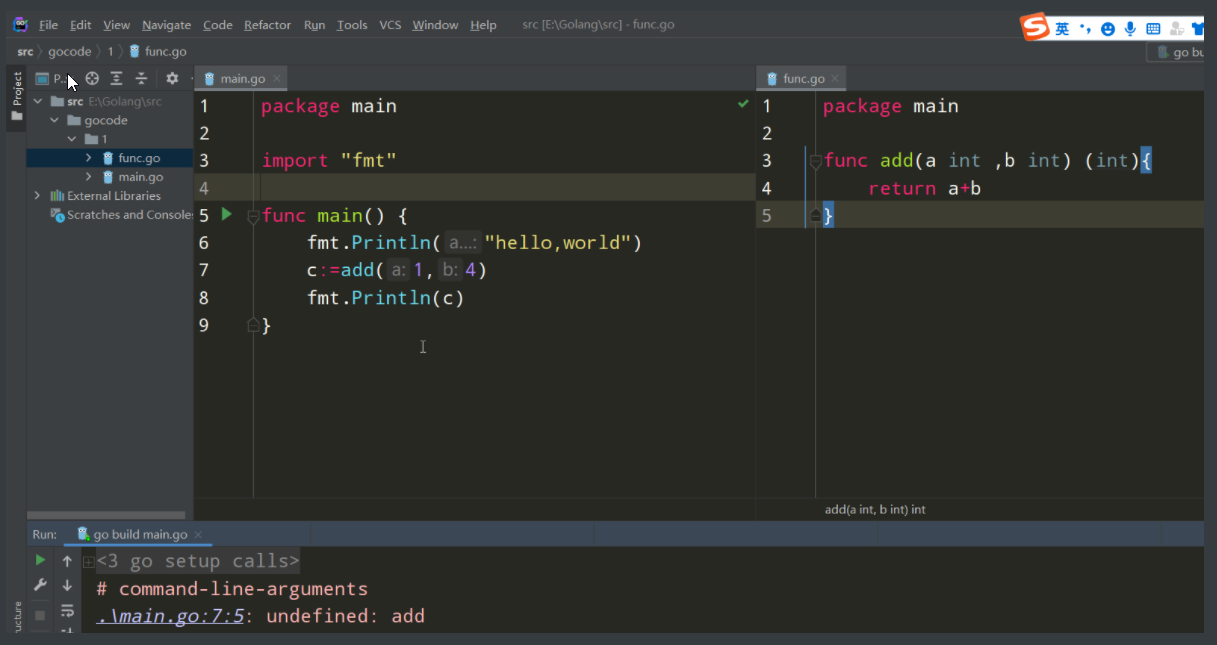 File Edit View Navigate Code Refactor Run Tools VCS Window Help src [E:\Golang\src] - func.go
英
src gocode 1 func.go
go bu
Project
P...
main.go
func.go
src E:\Golang\src
gocode
1
func.go
main.go
External Libraries
Scratches and Console
1 package main
2
3 import "fmt"
4
5 func main() {
6 fmt.Println( a...: "hello,world")
7 c:=add( a: 1, b: 4)
8 fmt.Println(c)
9 }
1 package main
2
3 func add(a int ,b int) (int){
4 return a+b
5 }
add(a int, b int) int
Run: go build main.go
<3 go setup calls>
# command-line-arguments
.\main.go:7:5: undefined: add
ucture